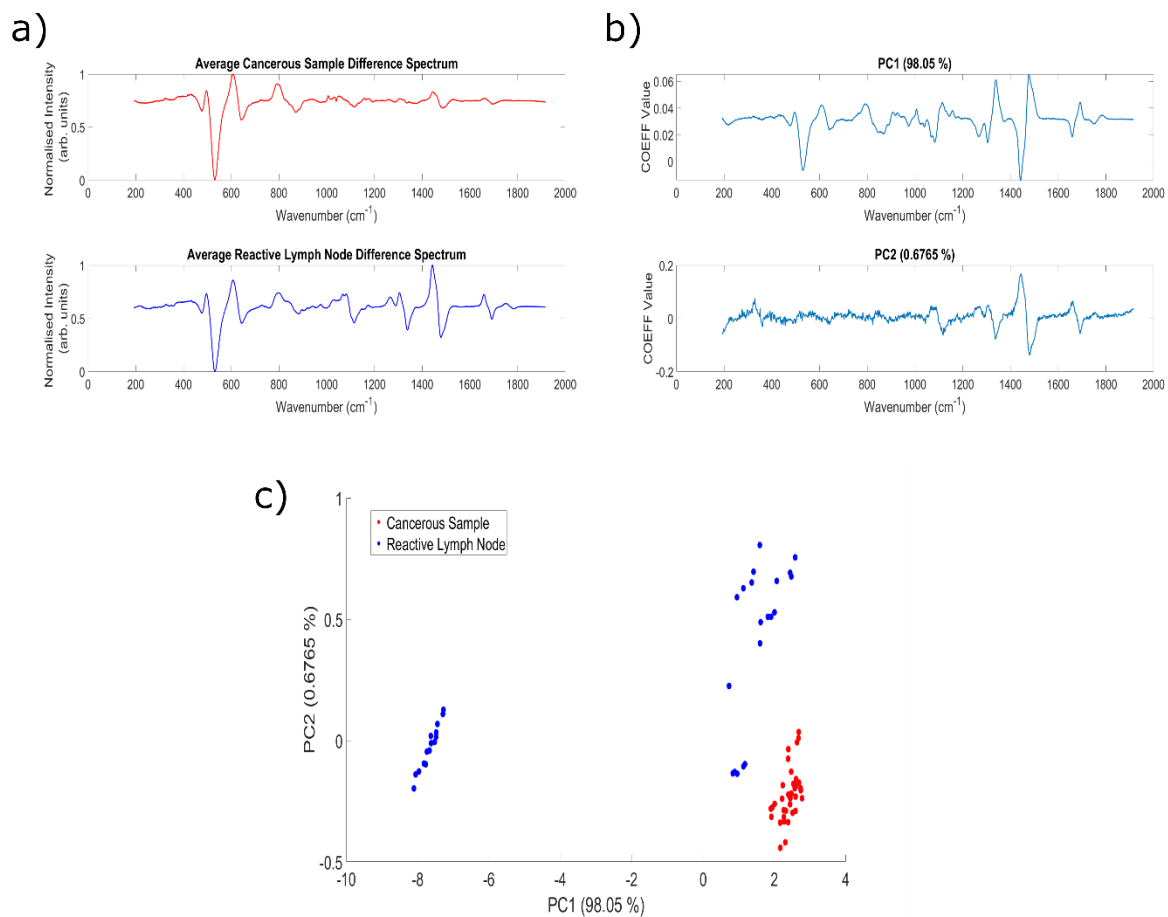 a)
Average Cancerous Sample Difference Spectrum
Normalised Intensity
(arb. units)
1
0.5
0
0 200 400 600 800 1000 1200 1400 1600 1800 2000
Wavenumber (cm⁻¹)
Average Reactive Lymph Node Difference Spectrum
Normalised Intensity
(arb. units)
1
0.5
0
0 200 400 600 800 1000 1200 1400 1600 1800 2000
Wavenumber (cm⁻¹)
b)
PC1 (98.05 %)
COEFF Value
0.06
0.04
0.02
0
0 200 400 600 800 1000 1200 1400 1600 1800 2000
Wavenumber (cm⁻¹)
PC2 (0.6765 %)
COEFF Value
0.2
0
-0.2
0 200 400 600 800 1000 1200 1400 1600 1800 2000
Wavenumber (cm⁻¹)
c)
Cancerous Sample
Reactive Lymph Node
PC2 (0.6765 %)
1
0.5
0
-0.5
-10 -8 -6 -4 -2 0 2 4
PC1 (98.05 %)